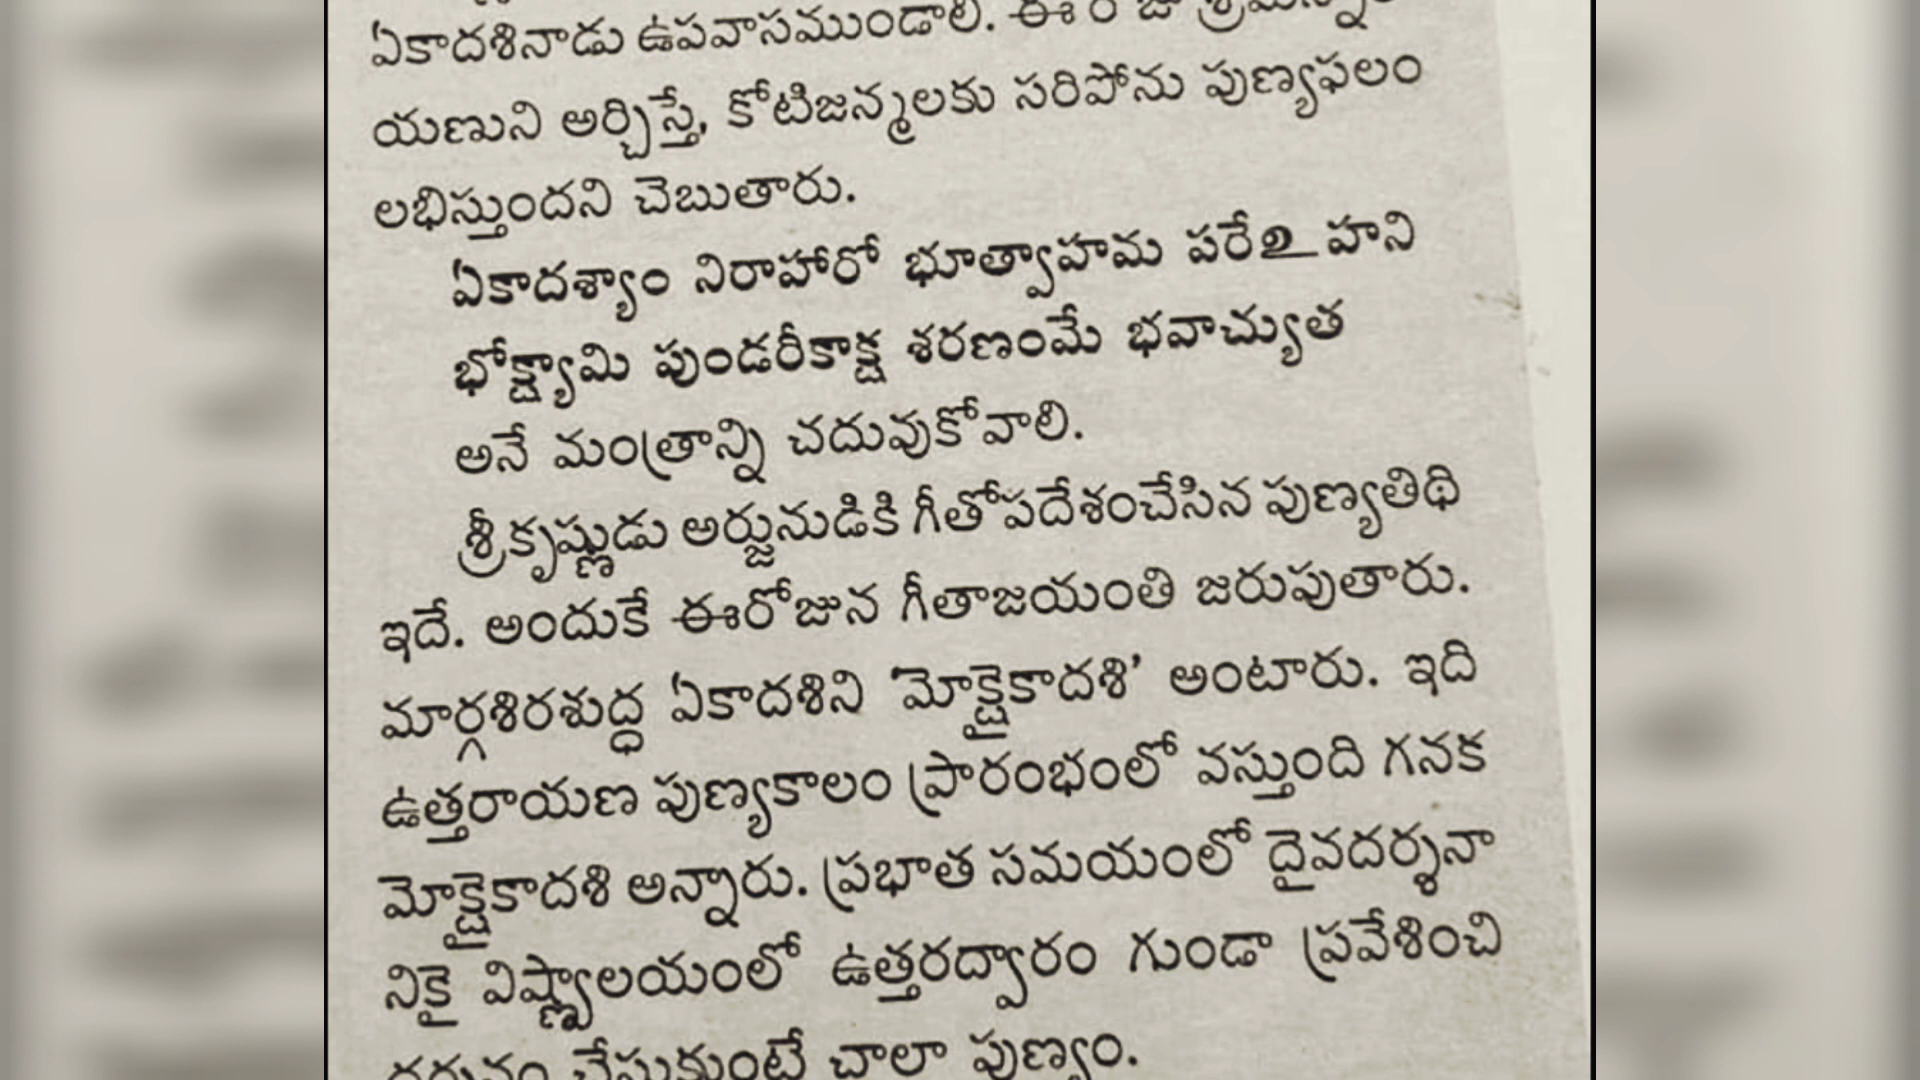 ఏకాదశినాడు ఉపవాసముండాలి. ఈ రోజు
యణుని అర్చిస్తే, కోటిజన్మలకు సరిపోను పుణ్యఫలం
లభిస్తుందని చెబుతారు.
ఏకాదశ్యాం నిరాహారో భూత్వాహమ పరేఽహని
భోక్ష్యామి పుండరీకాక్ష శరణంమే భవాచ్యుత
అనే మంత్రాన్ని చదువుకోవాలి.
శ్రీకృష్ణుడు అర్జునుడికి గీతోపదేశంచేసిన పుణ్యతిథి
ఇదే. అందుకే ఈరోజున గీతాజయంతి జరుపుతారు.
మార్గశిరశుద్ధ ఏకాదశిని 'మోక్షైకాదశి' అంటారు. ఇది
ఉత్తరాయణ పుణ్యకాలం ప్రారంభంలో వస్తుంది గనక
మోక్షైకాదశి అన్నారు. ప్రభాత సమయంలో దైవదర్శనా
నికై విష్ణ్వాలయంలో ఉత్తరద్వారం గుండా ప్రవేశించి
చేసుకుంటే చాలా పుణ్యం.